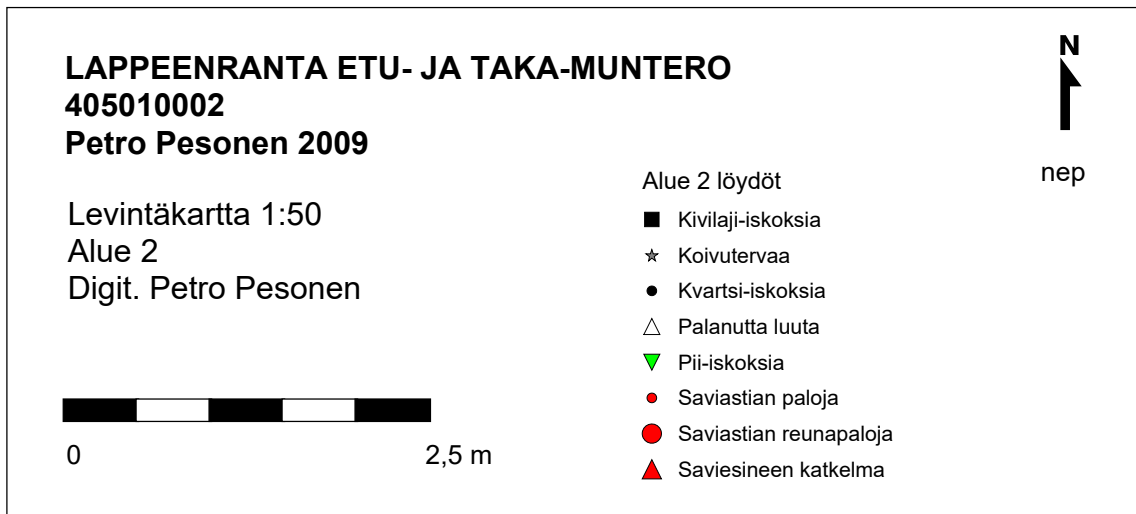 LAPPEENRANTA ETU- JA TAKA-MUNTERO
405010002
Petro Pesonen 2009
Levintäkartta 1:50
Alue 2
Digit. Petro Pesonen
0
2,5 m
Alue 2 löydöt
Kivilaji-iskoksia
Koivutervaa
Kvartsi-iskoksia
Palanutta luuta
Pii-iskoksia
Saviastian paloja
Saviastian reunapaloja
Saviesineen katkelma
N
nep